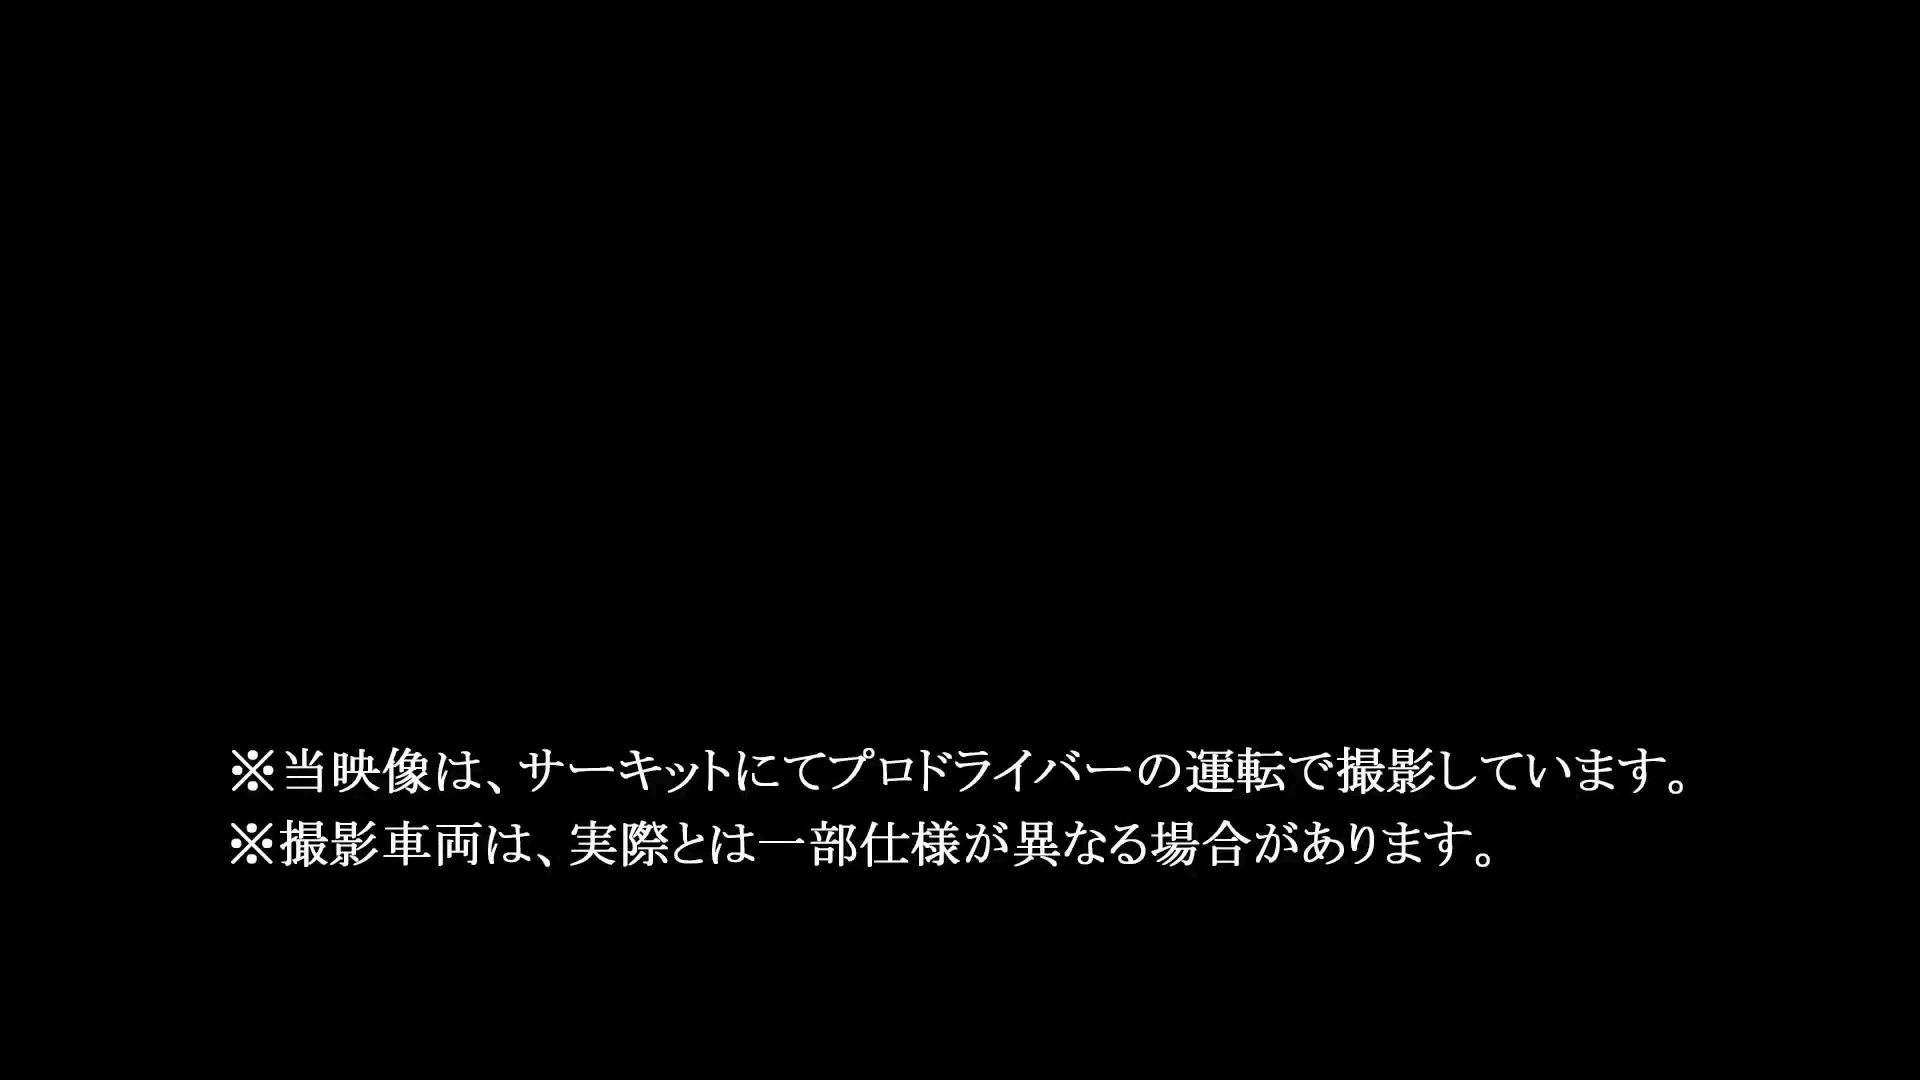 ※当映像は、サーキットにてプロドライバーの運転で撮影しています。
※撮影車両は、実際とは一部仕様が異なる場合があります。